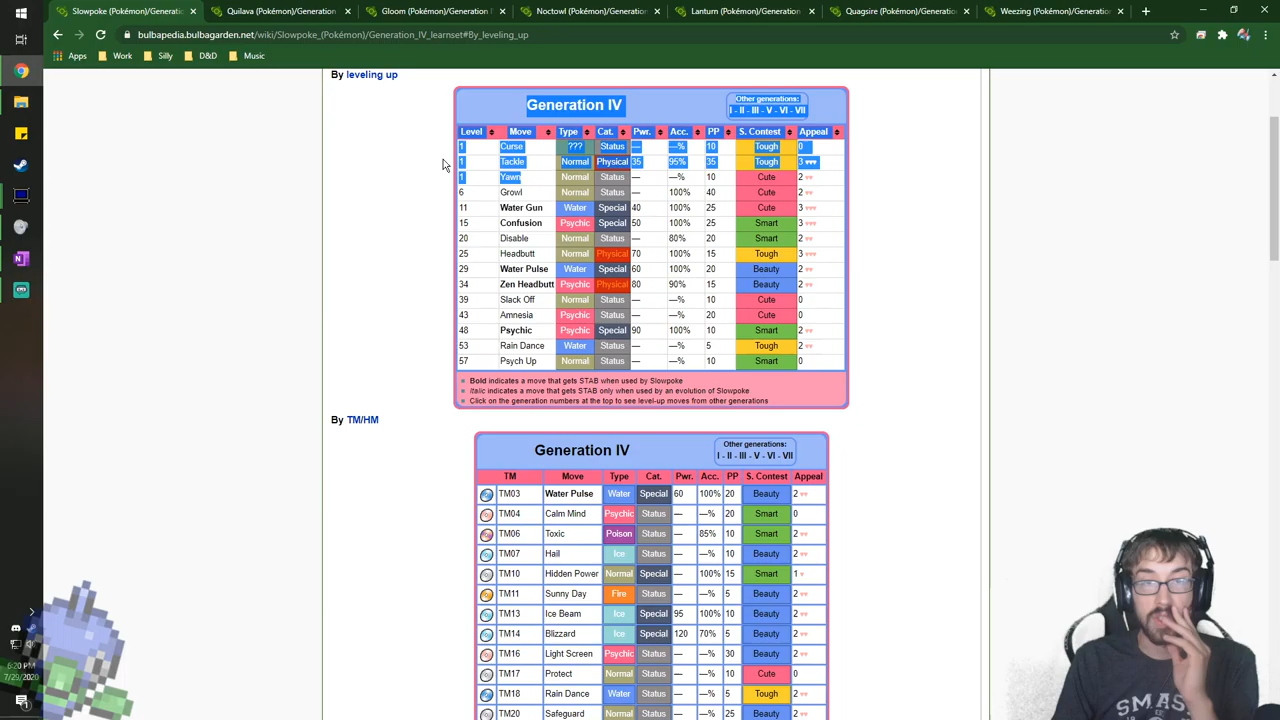 Slowpoke (Pokémon)/Generation × Quilava (Pokémon)/Generation × Gloom (Pokémon)/Generation × Noctowl (Pokémon)/Generation × Lanturn (Pokémon)/Generation × Quagsire (Pokémon)/Generation × Weezing (Pokémon)/Generation ×
bulbapedia.bulbagarden.net/wiki/Slowpoke_(Pokémon)/Generation_IV_learnset#By_leveling_up
Apps Work Silly D&D Music
By leveling up
Generation IV
Other generations:
I - II - III - V - VI - VII
Level Move Type Cat. Pwr. Acc. PP S. Contest Appeal
1 Curse ??? Status — —% 10 Tough 0
1 Tackle Normal Physical 35 95% 35 Tough 3 ♥♥♥
1 Yawn Normal Status — —% 10 Cute 2 ♥♥
6 Growl Normal Status — 100% 40 Cute 2 ♥♥
11 Water Gun Water Special 40 100% 25 Cute 3 ♥♥♥
15 Confusion Psychic Special 50 100% 25 Smart 3 ♥♥♥
20 Disable Normal Status — 80% 20 Smart 2 ♥♥
25 Headbutt Normal Physical 70 100% 15 Tough 3 ♥♥♥
29 Water Pulse Water Special 60 100% 20 Beauty 2 ♥♥
34 Zen Headbutt Psychic Physical 80 90% 15 Beauty 2 ♥♥
39 Slack Off Normal Status — —% 10 Cute 0
43 Amnesia Psychic Status — —% 20 Cute 0
48 Psychic Psychic Special 90 100% 10 Smart 2 ♥♥
53 Rain Dance Water Status — —% 5 Tough 2 ♥♥
57 Psych Up Normal Status — —% 10 Smart 0
Bold indicates a move that gets STAB when used by Slowpoke
Italic indicates a move that gets STAB only when used by an evolution of Slowpoke
Click on the generation numbers at the top to see level-up moves from other generations
By TM/HM
Generation IV
Other generations:
I - II - III - V - VI - VII
TM Move Type Cat. Pwr. Acc. PP S. Contest Appeal
TM03 Water Pulse Water Special 60 100% 20 Beauty 2 ♥♥
TM04 Calm Mind Psychic Status — —% 20 Smart 0
TM06 Toxic Poison Status — 85% 10 Smart 2 ♥♥
TM07 Hail Ice Status — —% 10 Beauty 2 ♥♥
TM10 Hidden Power Normal Special — 100% 15 Smart 1 ♥
TM11 Sunny Day Fire Status — —% 5 Beauty 2 ♥♥
TM13 Ice Beam Ice Special 95 100% 10 Beauty 2 ♥♥
TM14 Blizzard Ice Special 120 70% 5 Beauty 2 ♥♥
TM16 Light Screen Psychic Status — —% 30 Beauty 2 ♥♥
TM17 Protect Normal Status — —% 10 Cute 0
TM18 Rain Dance Water Status — —% 5 Tough 2 ♥♥
TM20 Safeguard Normal Status — —% 25 Beauty 2 ♥♥
5:20 PM
7/29/2020
SMASH